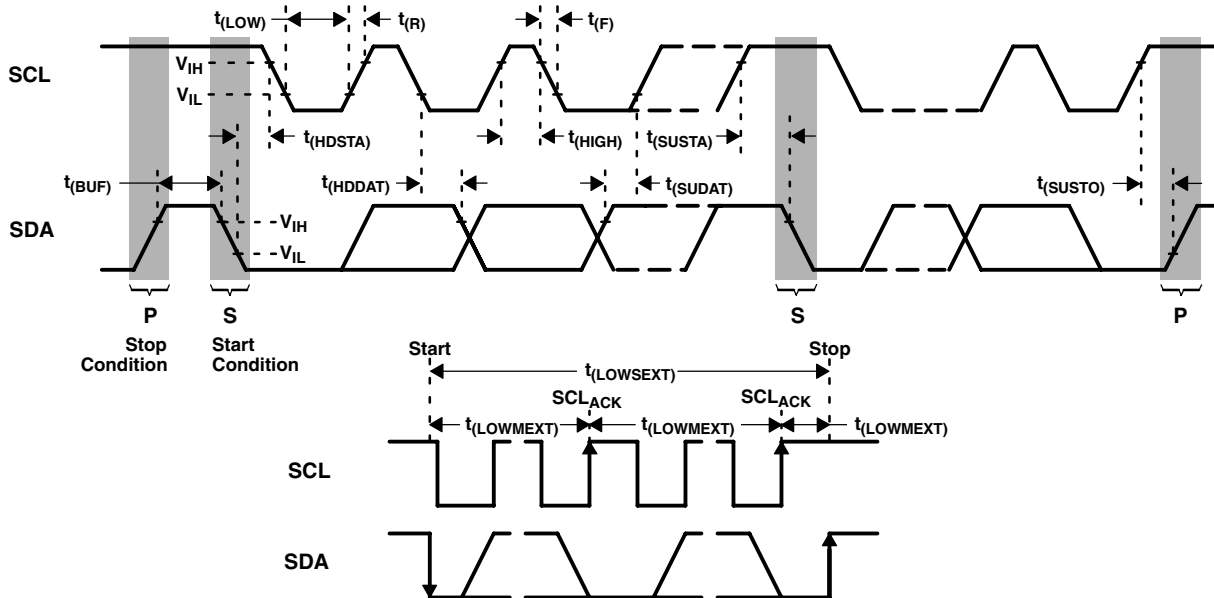 t(LOW) t(R) t(F)
SCL
VIH
VIL
t(HDSTA) t(HIGH) t(SUSTA)
t(BUF) t(HDDAT) t(SUDAT) t(SUSTO)
SDA
VIH
VIL
P S S P
Stop Condition
Start Condition
Start Stop
t(LOWSEXT)
SCLACK SCLACK
t(LOWMEXT) t(LOWMEXT) t(LOWMEXT)
SCL
SDA